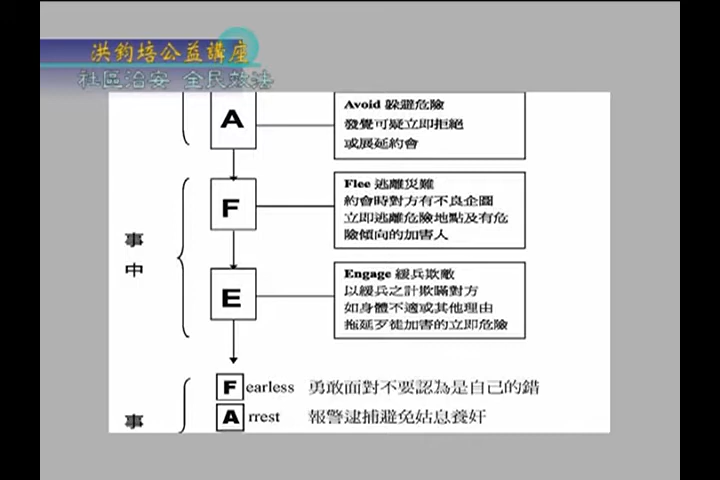 洪鈞培公益講座
社區治安 全民效法
A
Avoid 躲避危險
發覺可疑立即拒絕
或展延約會
F
Flee 逃離災難
約會時對方有不良企圖
立即逃離危險地點及有危
險傾向的加害人
事
中
E
Engage 緩兵欺敵
以緩兵之計欺瞞對方
如身體不適或其他理由
拖延歹徒加害的立即危險
Fearless 勇敢面對不要認為是自己的錯
事
Arrest 報警逮捕避免姑息養奸